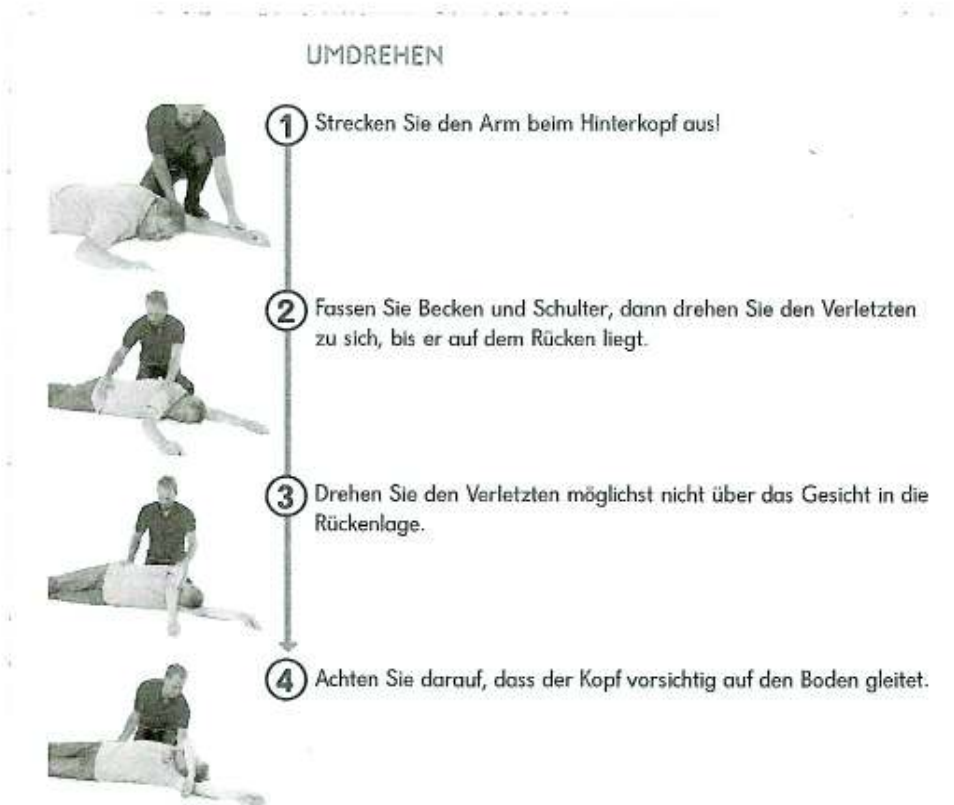 UMDREHEN
1 Strecken Sie den Arm beim Hinterkopf aus!
2 Fassen Sie Becken und Schulter, dann drehen Sie den Verletzten
zu sich, bis er auf dem Rücken liegt.
3 Drehen Sie den Verletzten möglichst nicht über das Gesicht in die
Rückenlage.
4 Achten Sie darauf, dass der Kopf vorsichtig auf den Boden gleitet.